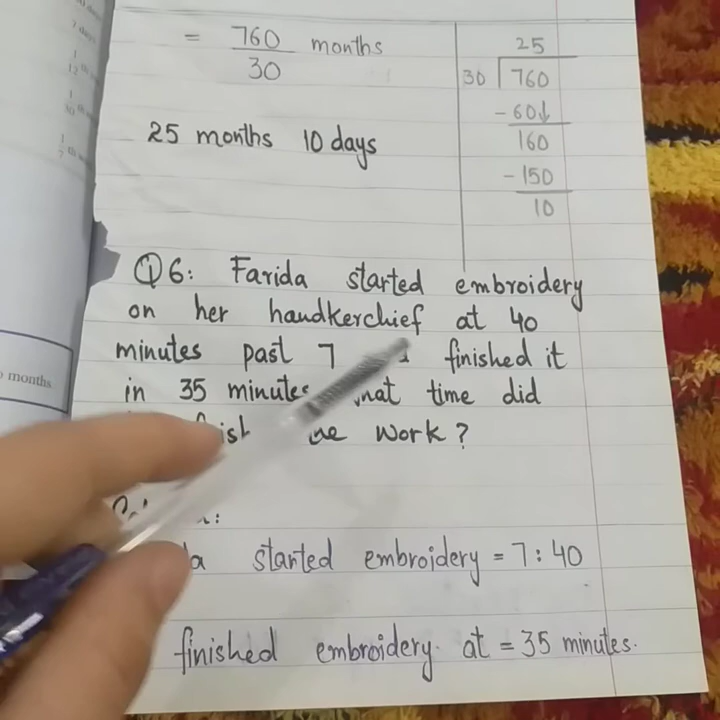 = 760/30 months
25 months 10 days
25
30 760
- 60↓
160
- 150
10
Q6: Farida started embroidery
on her handkerchief at 40
minutes past 7 finished it
in 35 minutes time did
work?
started embroidery = 7:40
finished embroidery at = 35 minutes.
7 days
months